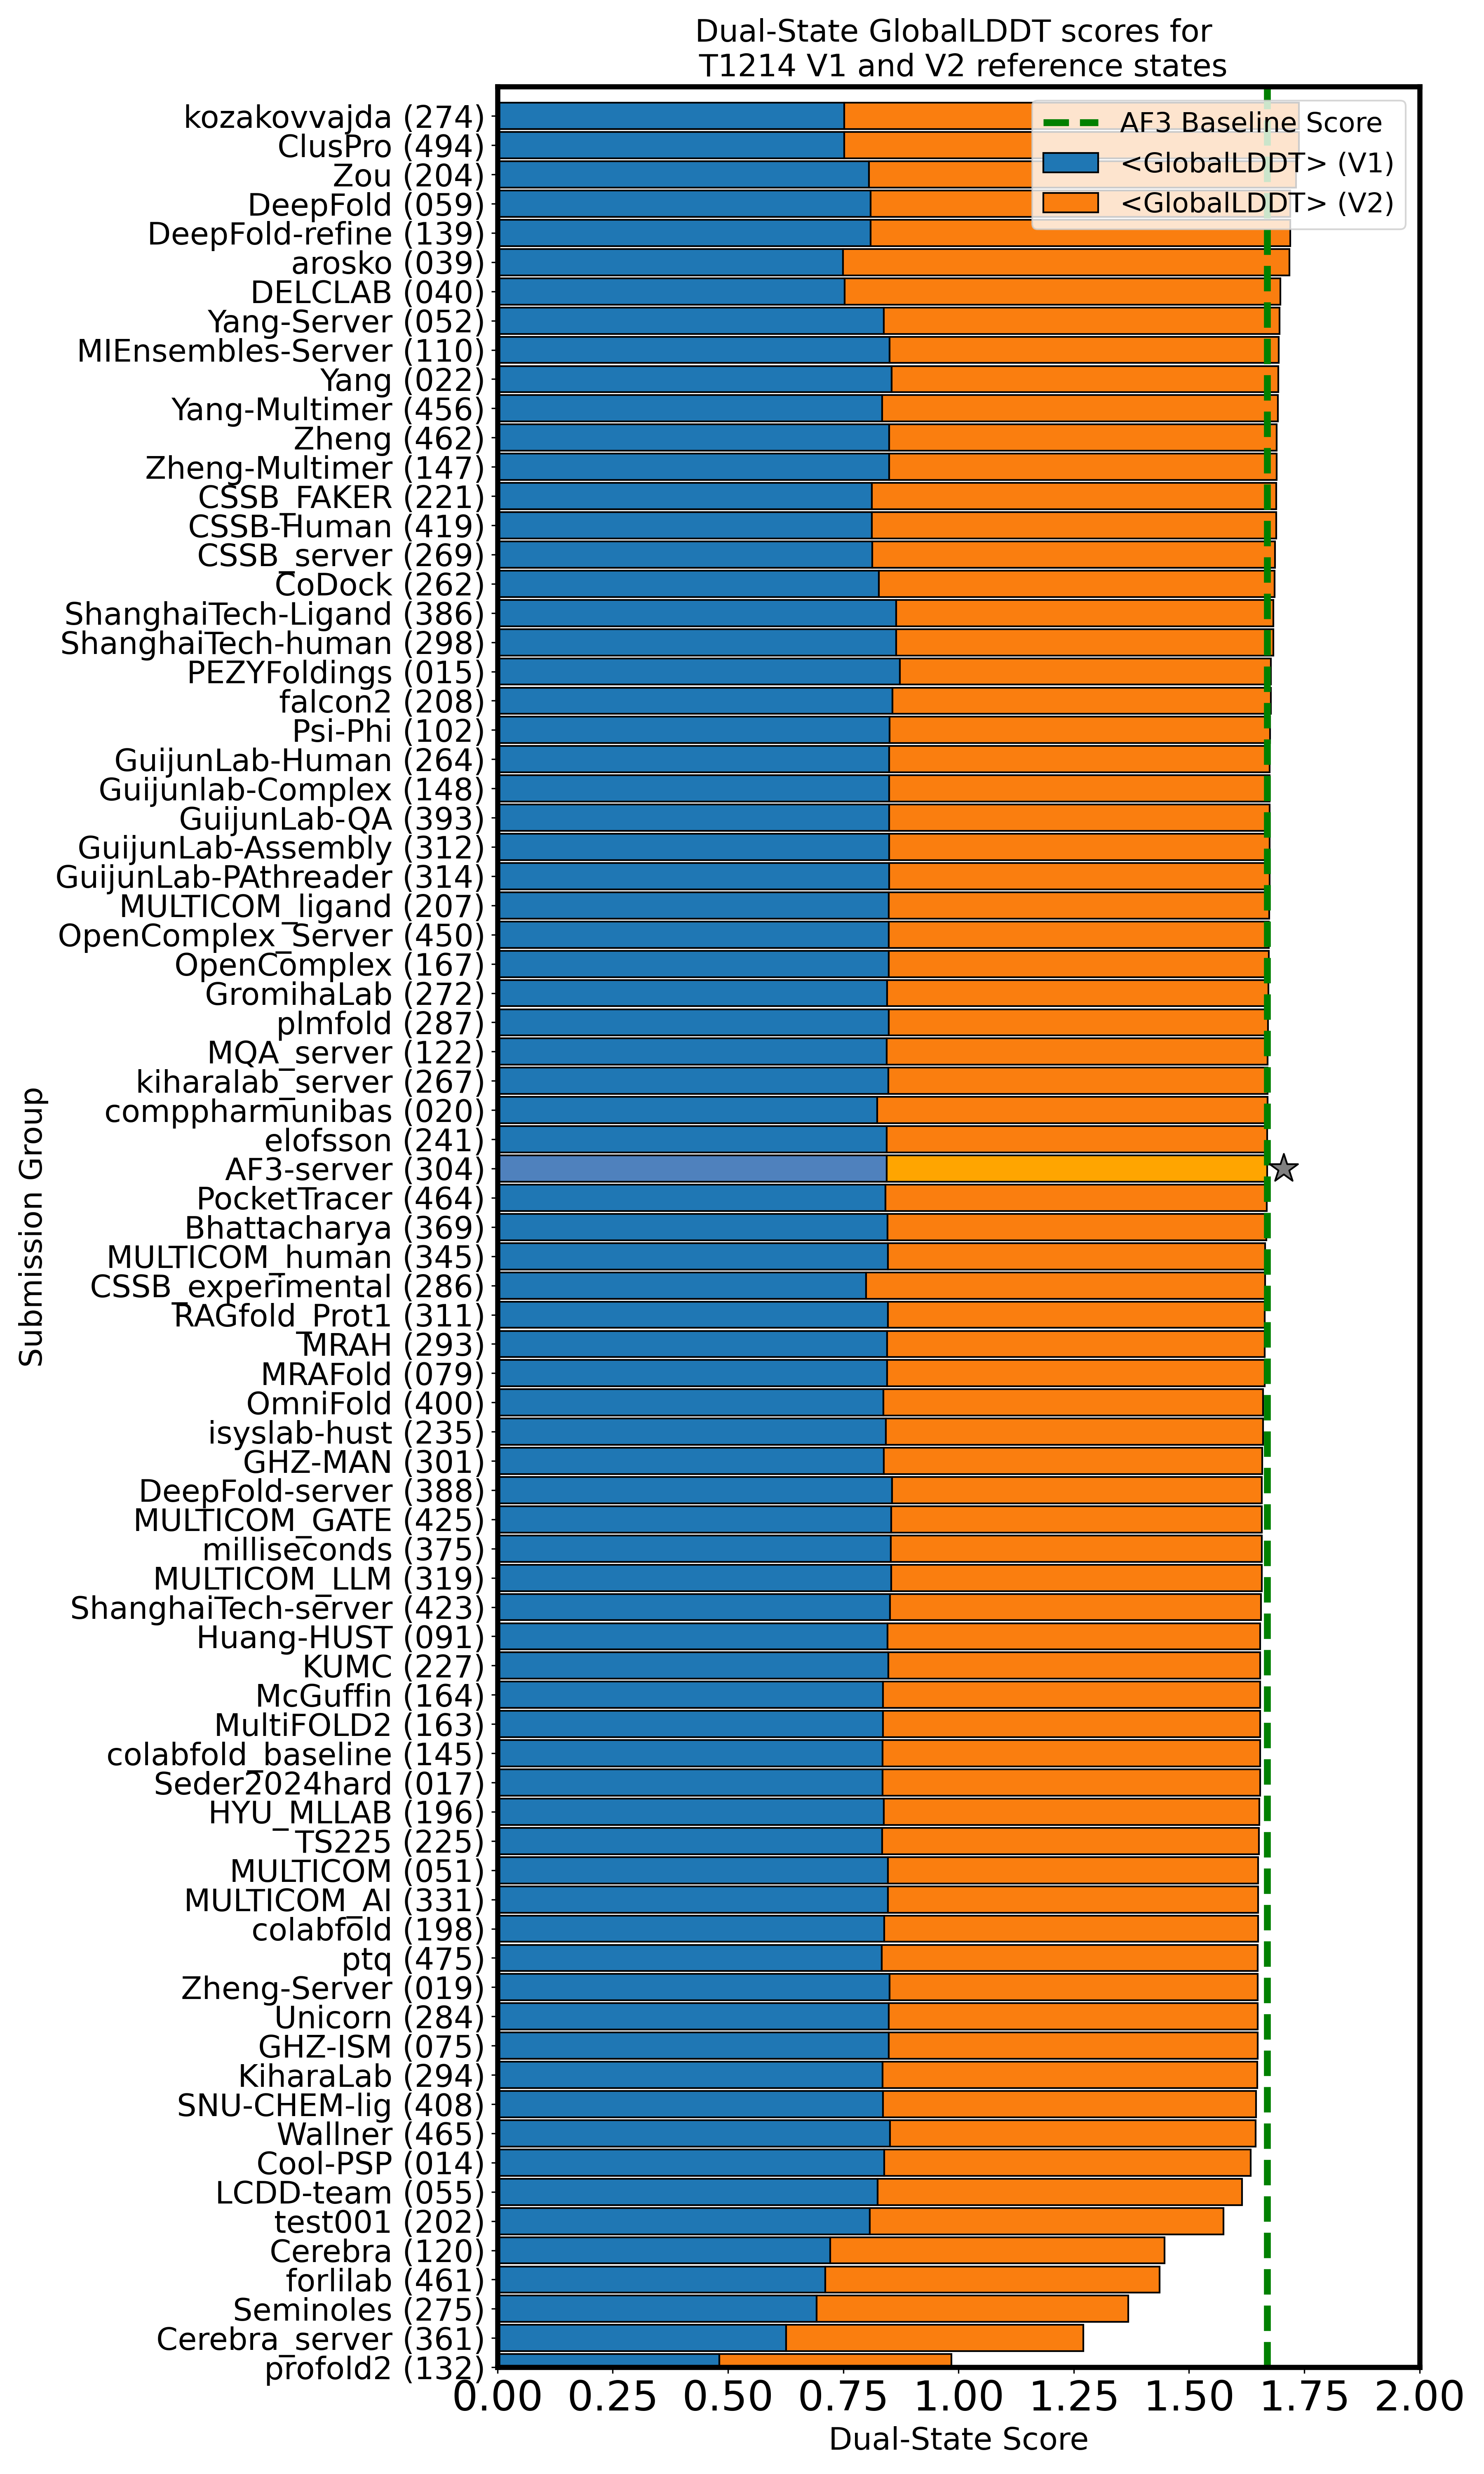 Dual-State GlobalLDDT scores for
T1214 V1 and V2 reference states
AF3 Baseline Score
<GlobalLDDT> (V1)
<GlobalLDDT> (V2)
Submission Group
kozakovvajda (274)
ClusPro (494)
Zou (204)
DeepFold (059)
DeepFold-refine (139)
arosko (039)
DELCLAB (040)
Yang-Server (052)
MIEnsembles-Server (110)
Yang (022)
Yang-Multimer (456)
Zheng (462)
Zheng-Multimer (147)
CSSB_FAKER (221)
CSSB-Human (419)
CSSB_server (269)
CoDock (262)
ShanghaiTech-Ligand (386)
ShanghaiTech-human (298)
PEZYFoldings (015)
falcon2 (208)
Psi-Phi (102)
GuijunLab-Human (264)
Guijunlab-Complex (148)
GuijunLab-QA (393)
GuijunLab-Assembly (312)
GuijunLab-PAthreader (314)
MULTICOM_ligand (207)
OpenComplex_Server (450)
OpenComplex (167)
GromihaLab (272)
plmfold (287)
MQA_server (122)
kiharalab_server (267)
comppharmunibas (020)
elofsson (241)
AF3-server (304)
PocketTracer (464)
Bhattacharya (369)
MULTICOM_human (345)
CSSB_experimental (286)
RAGfold_Prot1 (311)
MRAH (293)
MRAFold (079)
OmniFold (400)
isyslab-hust (235)
GHZ-MAN (301)
DeepFold-server (388)
MULTICOM_GATE (425)
milliseconds (375)
MULTICOM_LLM (319)
ShanghaiTech-server (423)
Huang-HUST (091)
KUMC (227)
McGuffin (164)
MultiFOLD2 (163)
colabfold_baseline (145)
Seder2024hard (017)
HYU_MLLAB (196)
TS225 (225)
MULTICOM (051)
MULTICOM_AI (331)
colabfold (198)
ptq (475)
Zheng-Server (019)
Unicorn (284)
GHZ-ISM (075)
KiharaLab (294)
SNU-CHEM-lig (408)
Wallner (465)
Cool-PSP (014)
LCDD-team (055)
test001 (202)
Cerebra (120)
forlilab (461)
Seminoles (275)
Cerebra_server (361)
profold2 (132)
0.00 0.25 0.50 0.75 1.00 1.25 1.50 1.75 2.00
Dual-State Score